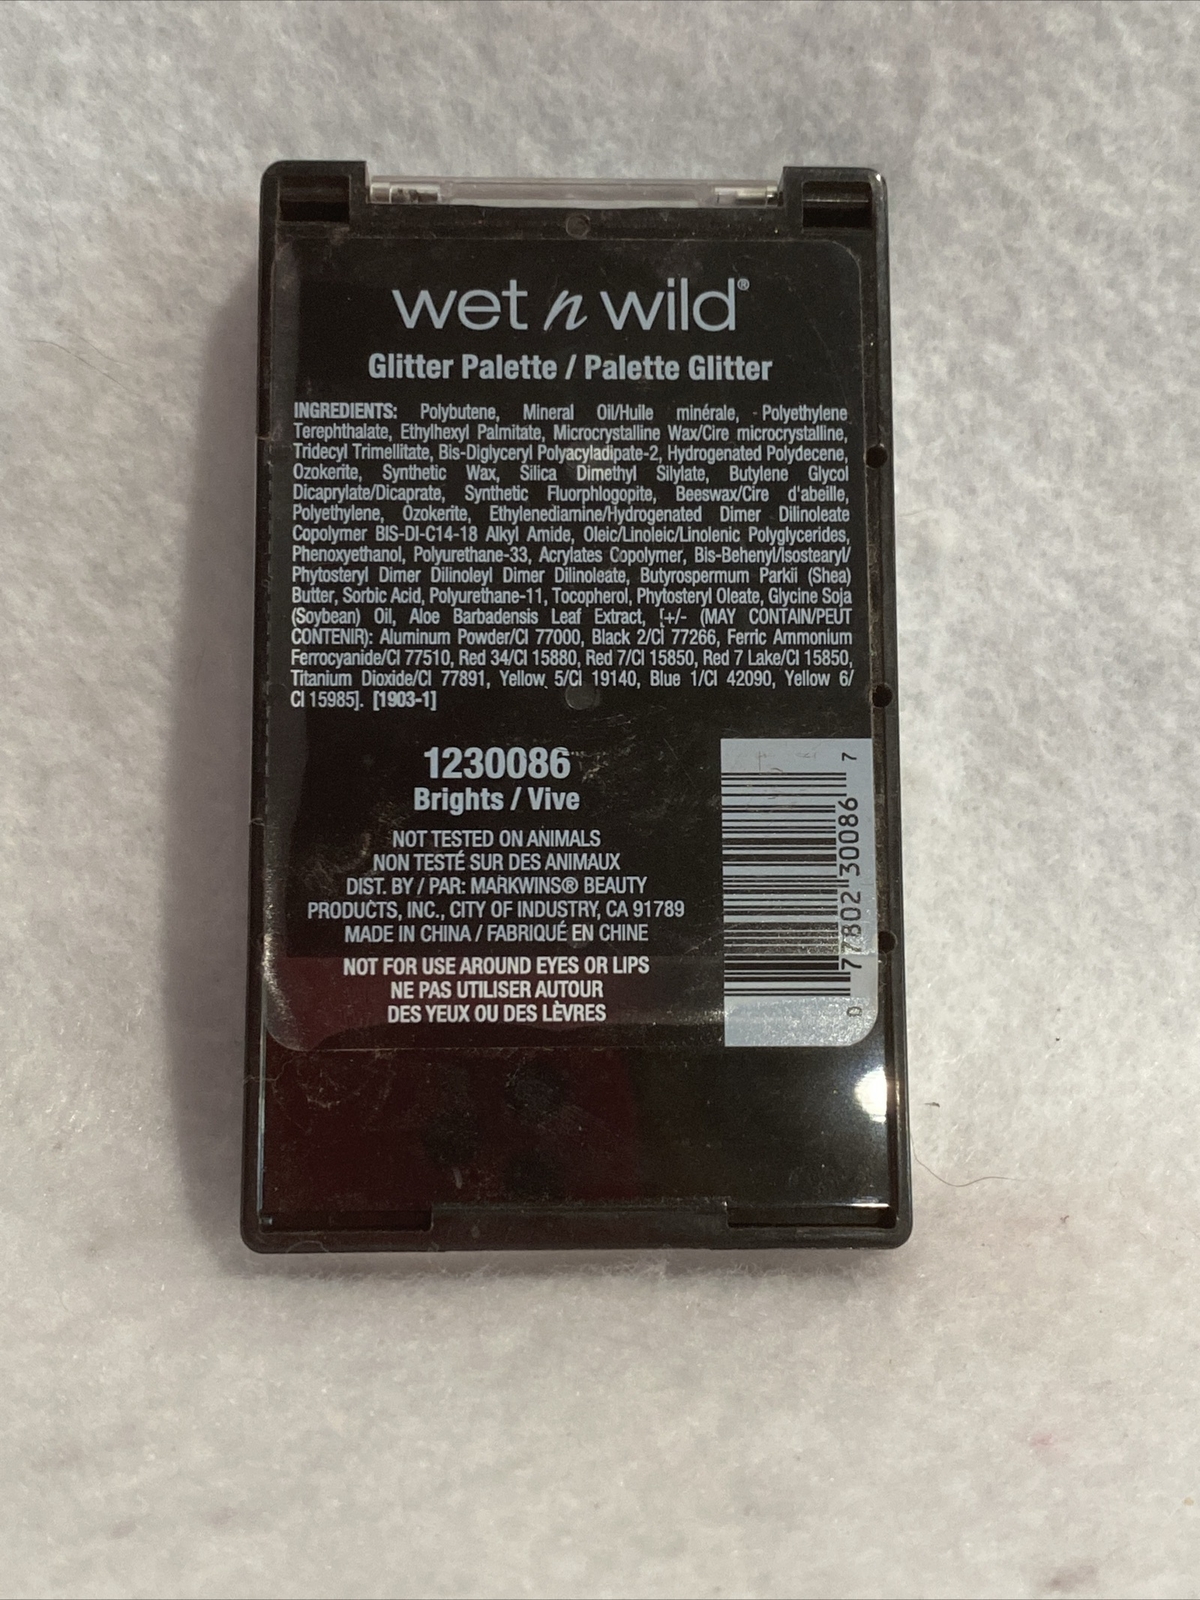 wet n wild®
Glitter Palette / Palette Glitter
INGREDIENTS: Polybutene, Mineral Oil/Huile minérale, Polyethylene
Terephthalate, Ethylhexyl Palmitate, Microcrystalline Wax/Cire microcrystalline,
Tridecyl Trimellitate, Bis-Diglyceryl Polyacyladipate-2, Hydrogenated Polydecene,
Ozokerite, Synthetic Wax, Silica Dimethyl Silylate, Butylene Glycol
Dicaprylate/Dicaprate, Synthetic Fluorphlogopite, Beeswax/Cire d'abeille,
Polyethylene, Ozokerite, Ethylenediamine/Hydrogenated Dimer Dilinoleate
Copolymer BIS-DI-C14-18 Alkyl Amide, Oleic/Linoleic/Linolenic Polyglycerides,
Phenoxyethanol, Polyurethane-33, Acrylates Copolymer, Bis-Behenyl/Isostearyl/
Phytosteryl Dimer Dilinoleyl Dimer Dilinoleate, Butyrospermum Parkii (Shea)
Butter, Sorbic Acid, Polyurethane-11, Tocopherol, Phytosteryl Oleate, Glycine Soja
(Soybean) Oil, Aloe Barbadensis Leaf Extract, [+/- (MAY CONTAIN/PEUT
CONTENIR): Aluminum Powder/CI 77000, Black 2/CI 77266, Ferric Ammonium
Ferrocyanide/CI 77510, Red 34/CI 15880, Red 7/CI 15850, Red 7 Lake/CI 15850,
Titanium Dioxide/CI 77891, Yellow 5/CI 19140, Blue 1/CI 42090, Yellow 6/
CI 15985]. [1903-1]
1230086
Brights / Vive
NOT TESTED ON ANIMALS
NON TESTÉ SUR DES ANIMAUX
DIST. BY / PAR: MARKWINS® BEAUTY
PRODUCTS, INC., CITY OF INDUSTRY, CA 91789
MADE IN CHINA / FABRIQUÉ EN CHINE
NOT FOR USE AROUND EYES OR LIPS
NE PAS UTILISER AUTOUR
DES YEUX OU DES LÈVRES
0 77802 30086 7